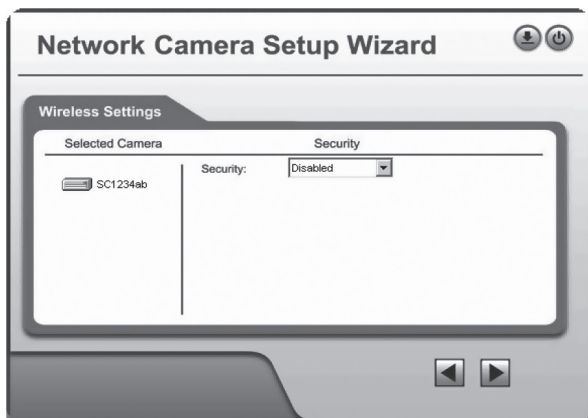 Network Camera Setup Wizard
Wireless Settings
Selected Camera
Security
SC1234ab
Security: Disabled